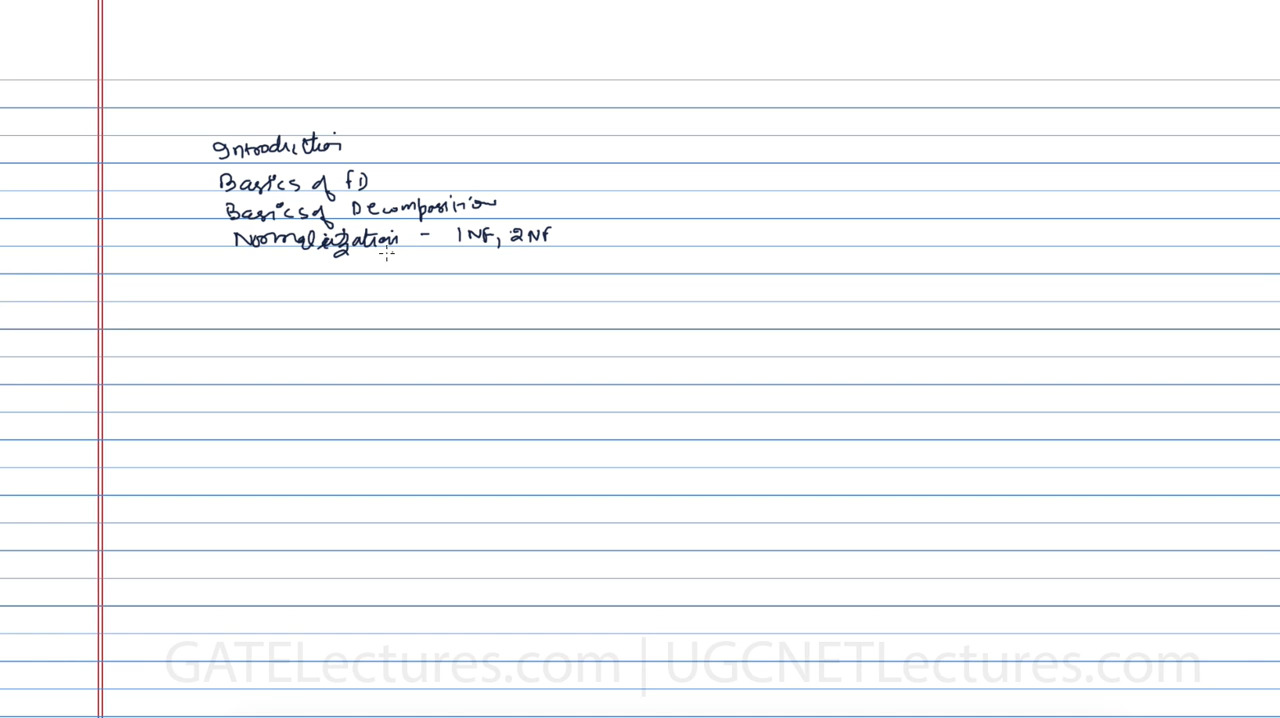 Introduction
Basics of FD
Basics of Decomposition
Normalization - 1NF, 2NF
GATELectures.com | UGCNETLectures.com